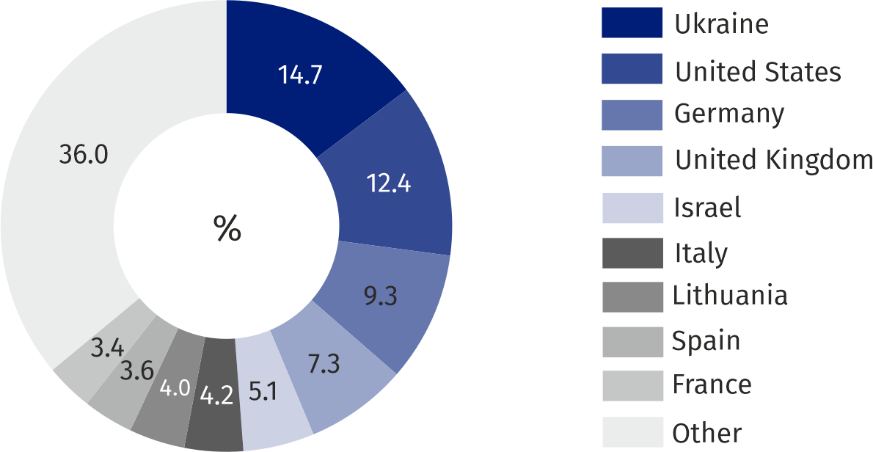 14.7
12.4
9.3
7.3
5.1
4.2
4.0
3.6
3.4
36.0
%
Ukraine
United States
Germany
United Kingdom
Israel
Italy
Lithuania
Spain
France
Other